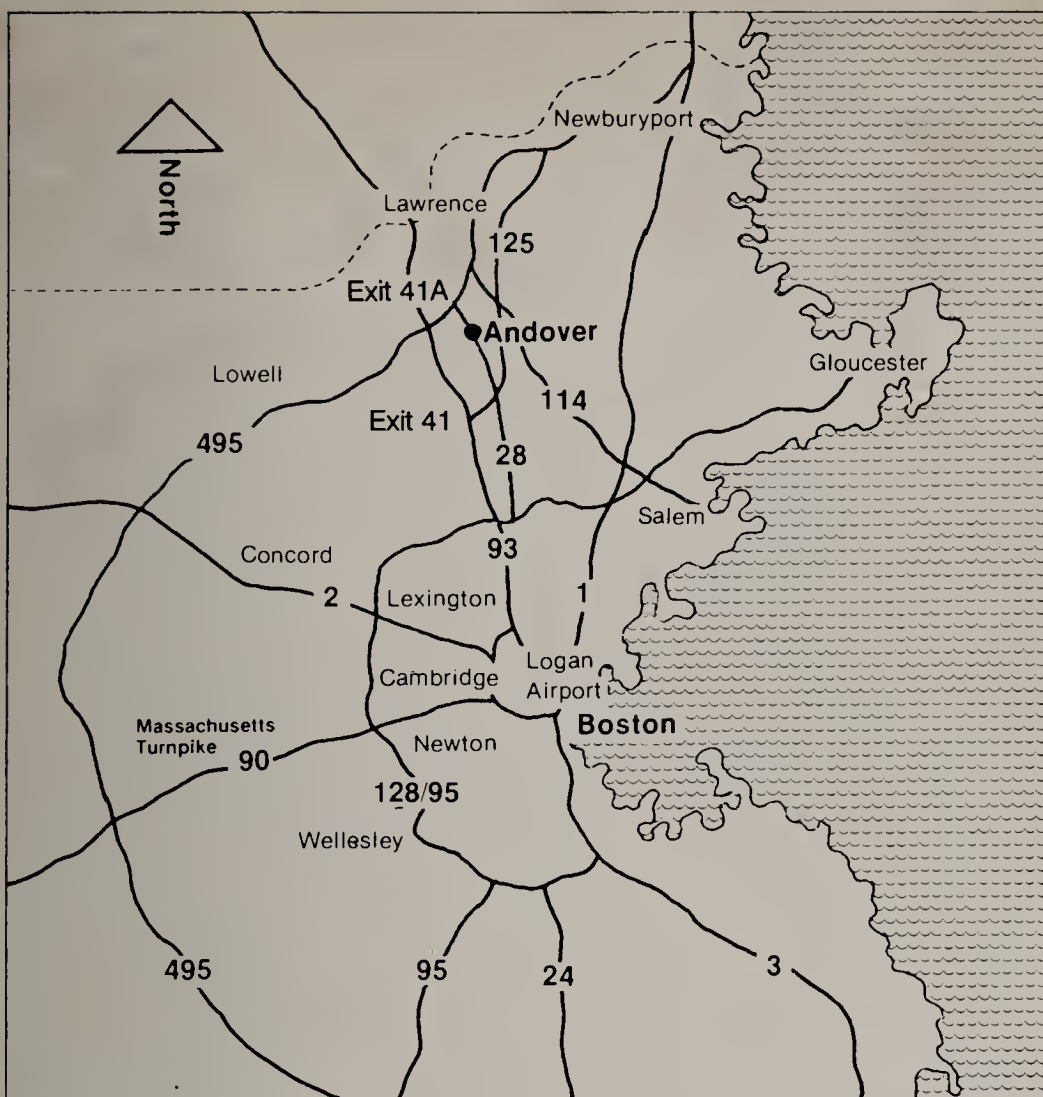 Newburyport
North
Lawrence
125
Exit 41A
Andover
Gloucester
Lowell
114
Exit 41
495
28
Salem
93
Concord
2
Lexington
1
Logan
Airport
Cambridge
Boston
Massachusetts
Turnpike
Newton
90
128/95
Wellesley
495
95
24
3